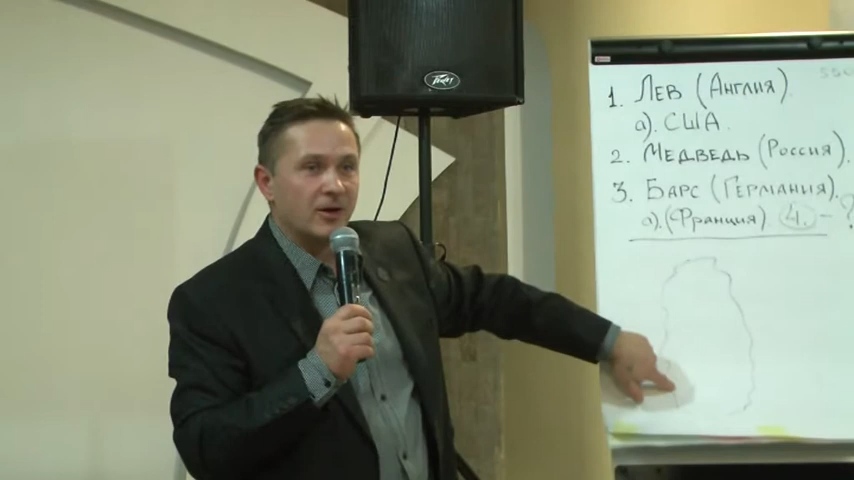 PEAVEY
1. ЛЕВ (АНГЛИЯ).
а). США.
2. МЕДВЕДЬ (РОССИЯ).
3. БАРС (ГЕРМАНИЯ).
а). (ФРАНЦИЯ) 4. - ?